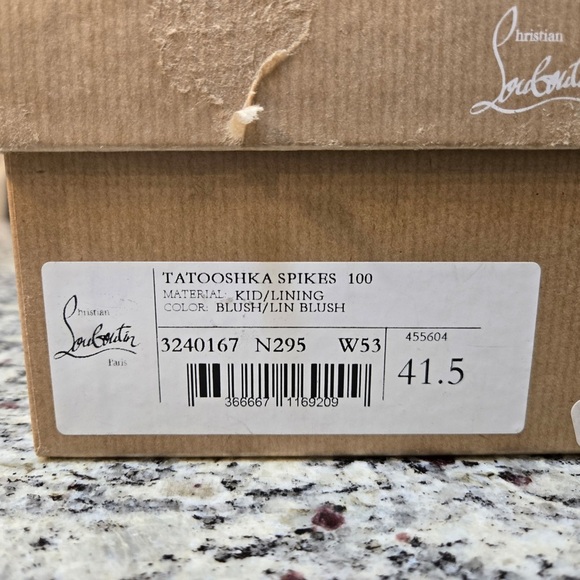 Christian
Louboutin
Christian
Louboutin
Paris
TATOOSHKA SPIKES 100
MATERIAL: KID/LINING
COLOR: BLUSH/LIN BLUSH
3240167 N295 W53
455604
41.5
366667 1169209